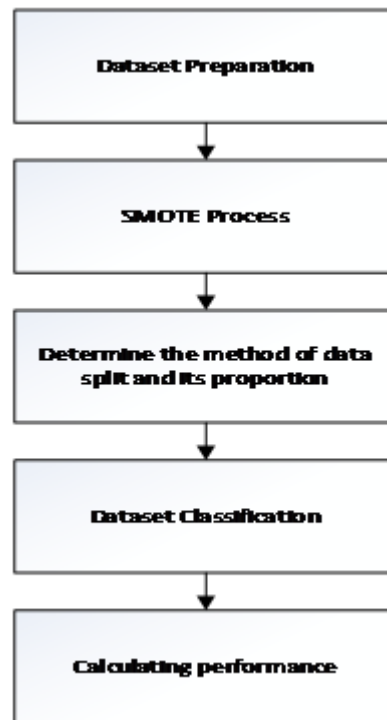 Dataset Preparation
SMOTE Process
Determine the method of data
split and its proportion
Dataset Classification
Calculating performance